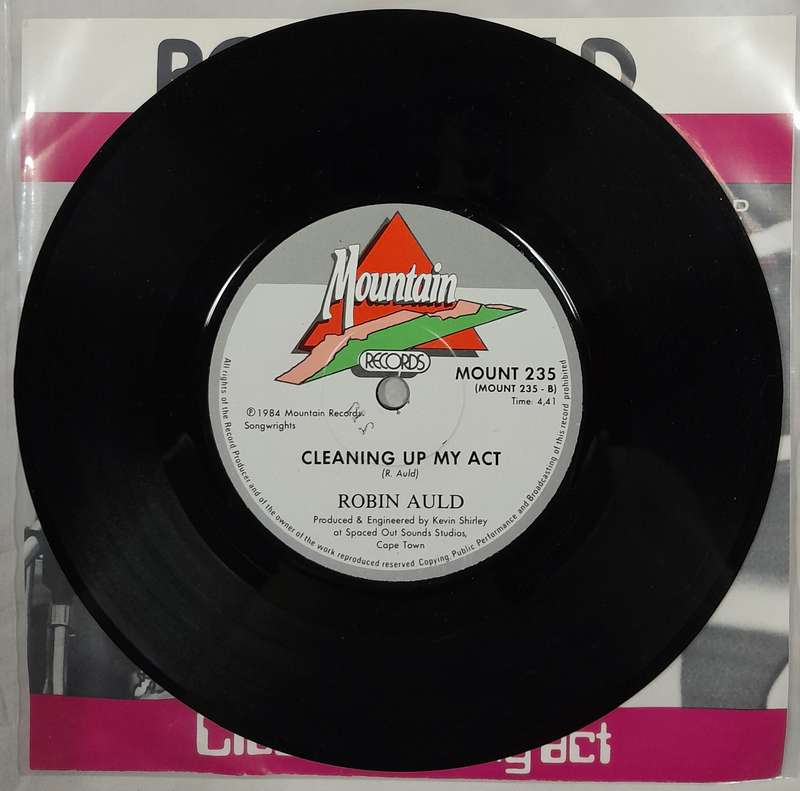 Mountain
RECORDS
MOUNT 235
(MOUNT 235 - B)
Time: 4,41
℗ 1984 Mountain Records
Songwrights
CLEANING UP MY ACT
(R. Auld)
ROBIN AULD
Produced & Engineered by Kevin Shirley
at Spaced Out Sounds Studios,
Cape Town
All rights of the Record Producer and of the owner of the work reproduced reserved. Copying, Public Performance and Broadcasting of this record prohibited
act